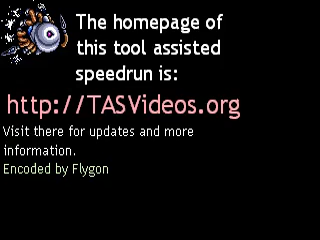 The homepage of
this tool assisted
speedrun is:
http://TASVideos.org
Visit there for updates and more
information.
Encoded by Flygon